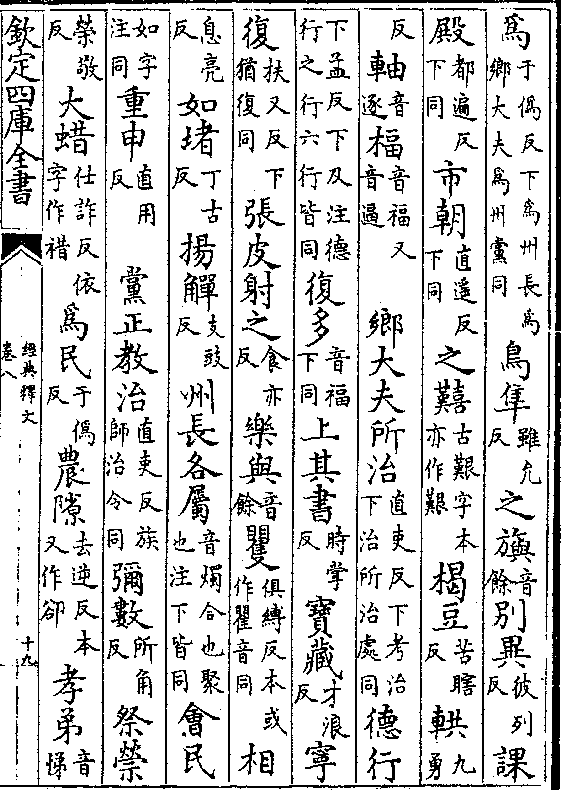 爲于偽反下為州長為鄉大夫為州黨同鳥隼雖允反之旟音餘別異彼列反課
殿都遍反下同市朝直遥反下同之囏古艱字本亦作艱楬豆苦瞎反輁九勇
反軸音逐楅音福又音逼鄉大夫所治直吏反下考治下治所治處同德行
下孟反下及注德行之行六行皆同復多音福下同上其書時掌反寶藏才浪反寧
復扶又反下猶復同張皮射之食亦反樂與音餘矍俱縛反本或作瞿音同相
息亮反如堵丁古反揚觶支豉反州長各屬音燭合也聚也注下皆同會民
如字注同重申直用反黨正教治直吏反族師治令同彌數所角反祭禜
榮敬反大蜡仕詐反依字作䄍爲民于偽反農隙去逆反本又作郤孝弟音悌
欽定四庫全書
經典釋文
卷八
十九